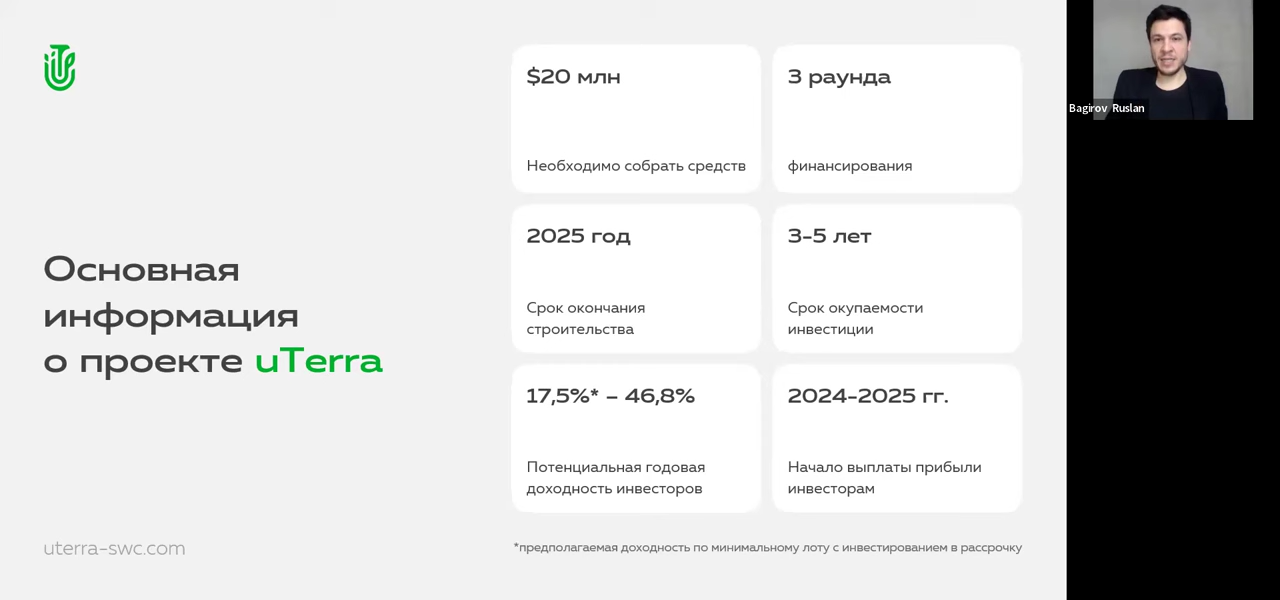 Основная
информация
о проекте uTerra
uterra-swc.com
$20 млн
Необходимо собрать средств
3 раунда
финансирования
2025 год
Срок окончания
строительства
3-5 лет
Срок окупаемости
инвестиции
17,5%* – 46,8%
Потенциальная годовая
доходность инвесторов
2024-2025 гг.
Начало выплаты прибыли
инвесторам
*предполагаемая доходность по минимальному лоту с инвестированием в рассрочку
Bagirov Ruslan